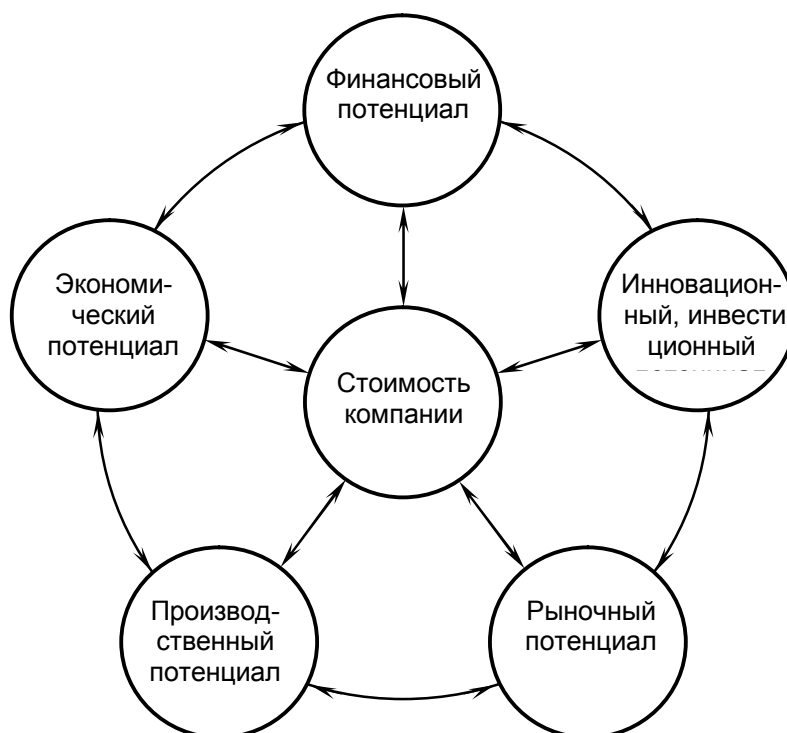 Финансовый
потенциал
Экономи-
ческий
потенциал
Инновацион-
ный, инвести
ционный
Стоимость
компании
Производ-
ственный
потенциал
Рыночный
потенциал